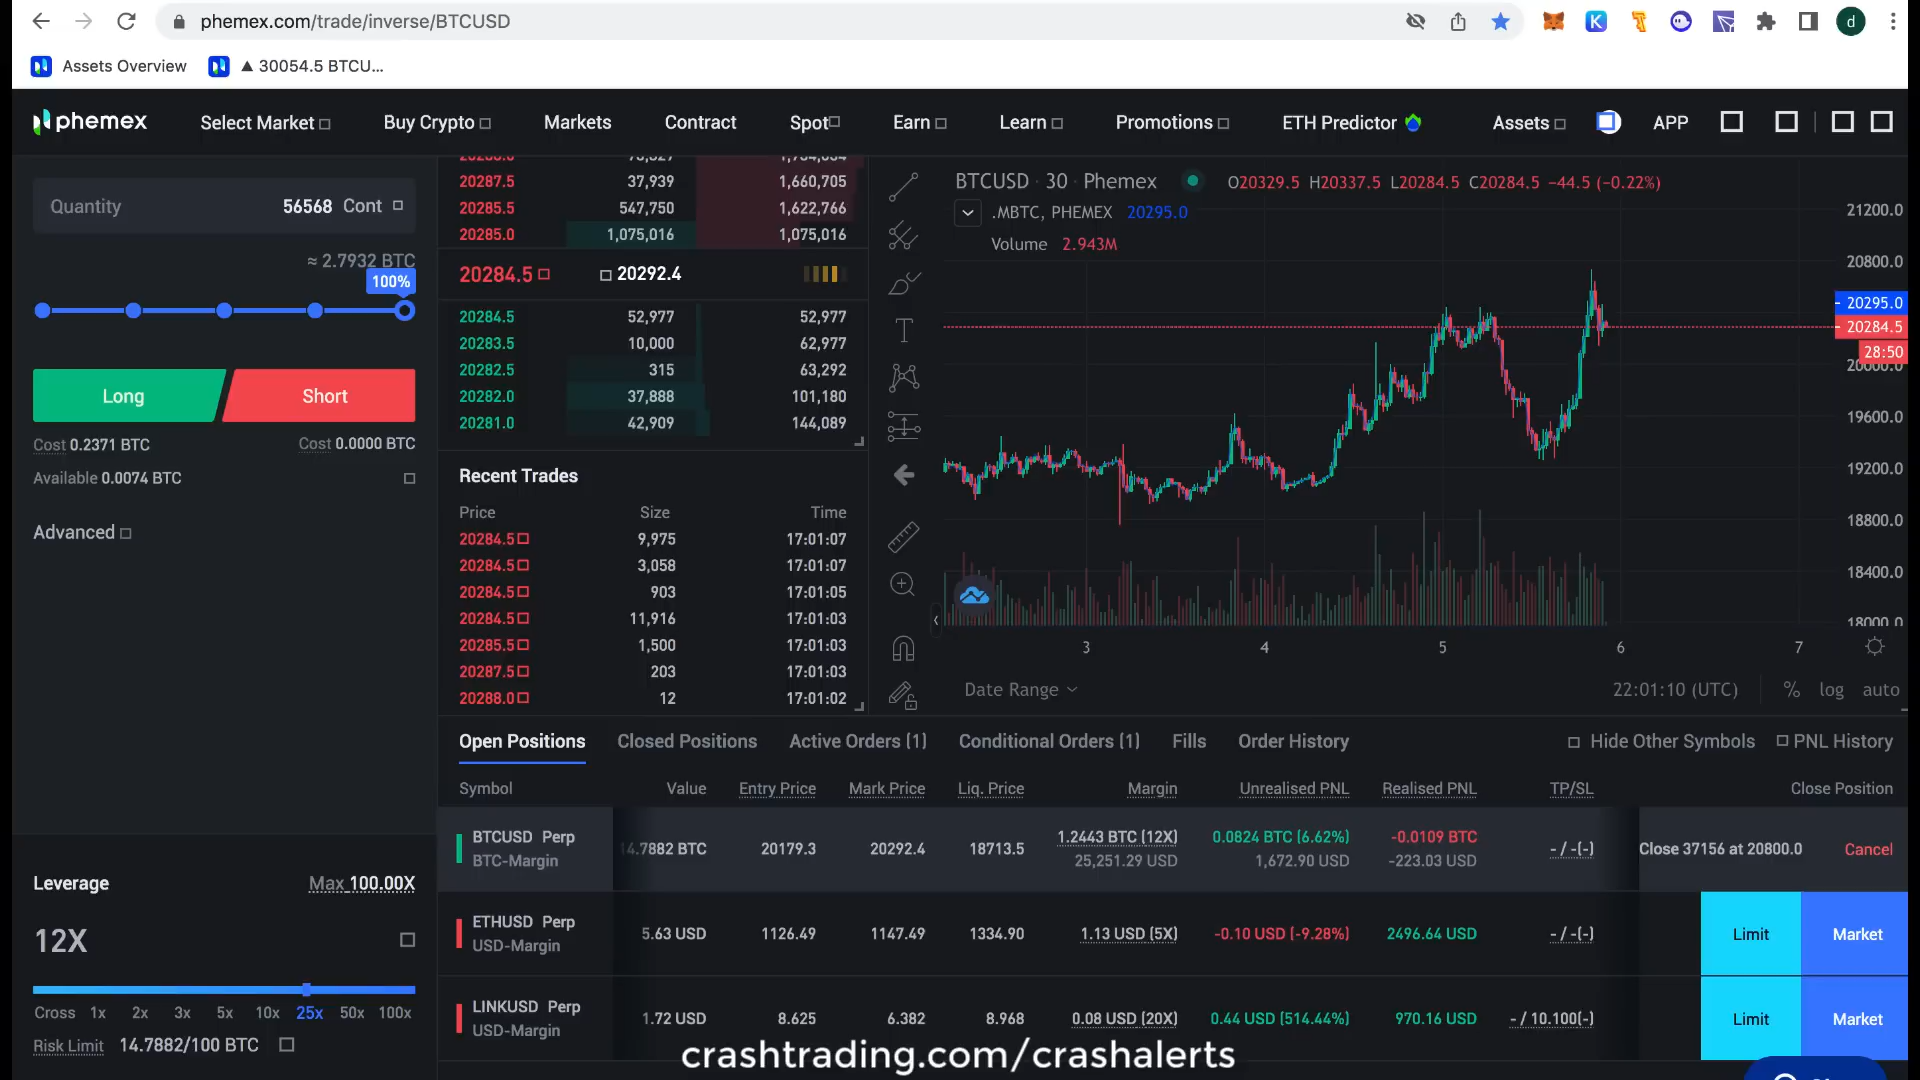 phemex.com/trade/inverse/BTCUSD
d
Assets Overview
▲ 30054.5 BTCU...
phemex
Select Market
Buy Crypto
Markets
Contract
Spot
Earn
Learn
Promotions
ETH Predictor
Assets
APP
Quantity
56568 Cont
≈ 2.7932 BTC
100%
Long
Short
Cost 0.2371 BTC
Cost 0.0000 BTC
Available 0.0074 BTC
Advanced
Leverage
Max 100.00X
12X
Cross 1x 2x 3x 5x 10x 25x 50x 100x
Risk Limit 14.7882/100 BTC
20287.5 37,939 1,660,705
20285.5 547,750 1,622,766
20285.0 1,075,016 1,075,016
20284.5 20292.4
20284.5 52,977 52,977
20283.5 10,000 62,977
20282.5 315 63,292
20282.0 37,888 101,180
20281.0 42,909 144,089
Recent Trades
Price Size Time
20284.5 9,975 17:01:07
20284.5 3,058 17:01:07
20284.5 903 17:01:05
20284.5 11,916 17:01:03
20285.5 1,500 17:01:03
20287.5 203 17:01:03
20288.0 12 17:01:02
BTCUSD · 30 · Phemex
O20329.5 H20337.5 L20284.5 C20284.5 −44.5 (−0.22%)
.MBTC, PHEMEX 20295.0
Volume 2.943M
21200.0
20800.0
20295.0
20284.5
28:50
20000.0
19600.0
19200.0
18800.0
18400.0
18000.0
3 4 5 6 7
Date Range
22:01:10 (UTC)
% log auto
Open Positions
Closed Positions
Active Orders (1)
Conditional Orders (1)
Fills
Order History
Hide Other Symbols
PNL History
Symbol Value Entry Price Mark Price Liq. Price Margin Unrealised PNL Realised PNL TP/SL Close Position
BTCUSD Perp
BTC-Margin
14.7882 BTC 20179.3 20292.4 18713.5
1.2443 BTC (12X)
25,251.29 USD
0.0824 BTC (6.62%)
1,672.90 USD
-0.0109 BTC
-223.03 USD
- / -(-)
Close 37156 at 20800.0
Cancel
ETHUSD Perp
USD-Margin
5.63 USD 1126.49 1147.49 1334.90 1.13 USD (5X) -0.10 USD (-9.28%) 2496.64 USD - / -(-)
Limit
Market
LINKUSD Perp
USD-Margin
1.72 USD 8.625 6.382 8.968 0.08 USD (20X) 0.44 USD (514.44%) 970.16 USD - / 10.100(-)
Limit
Market
crashtrading.com/crashalerts